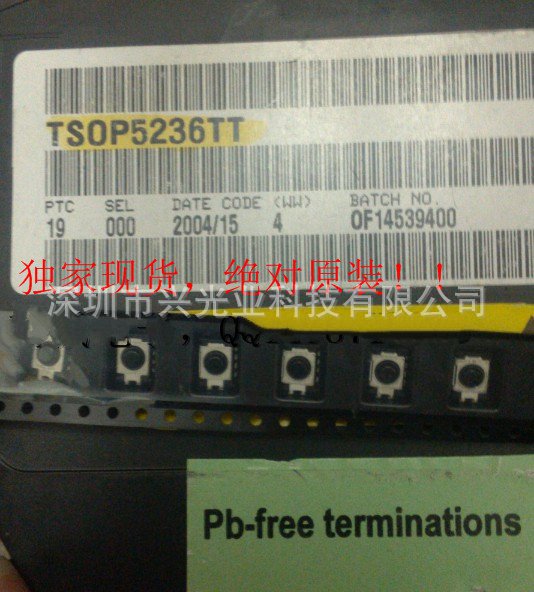 TSOP5236TT
PTC SEL DATE CODE (WW) BATCH NO.
19 000 2004/15 4 0F14539400
独家现货，绝对原装！！
深圳市兴光业科技有限公司
Pb-free terminations